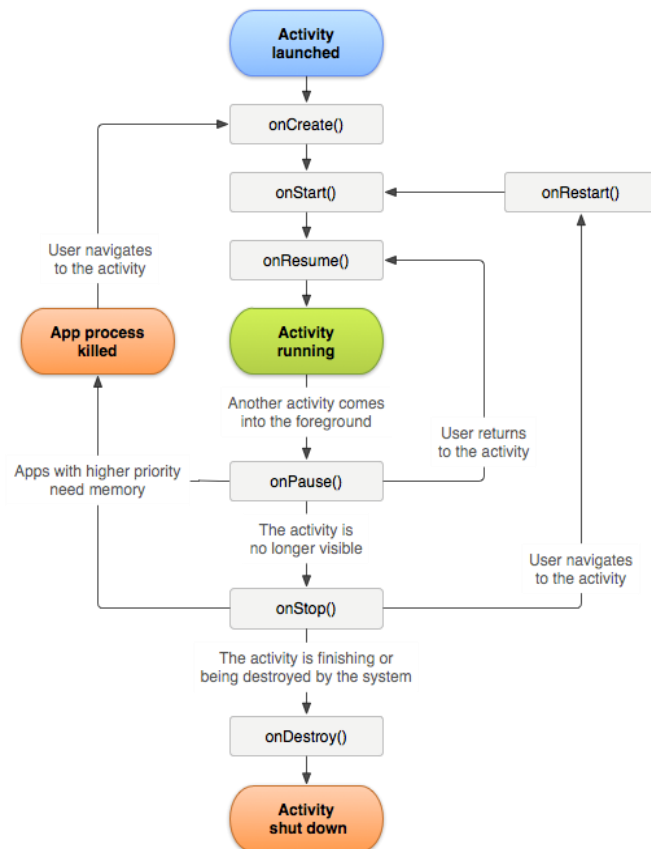 Activity
launched
onCreate()
onStart()
onRestart()
User navigates
to the activity
onResume()
App process
killed
Activity
running
Another activity comes
into the foreground
User returns
to the activity
Apps with higher priority
need memory
onPause()
The activity is
no longer visible
User navigates
to the activity
onStop()
The activity is finishing or
being destroyed by the system
onDestroy()
Activity
shut down